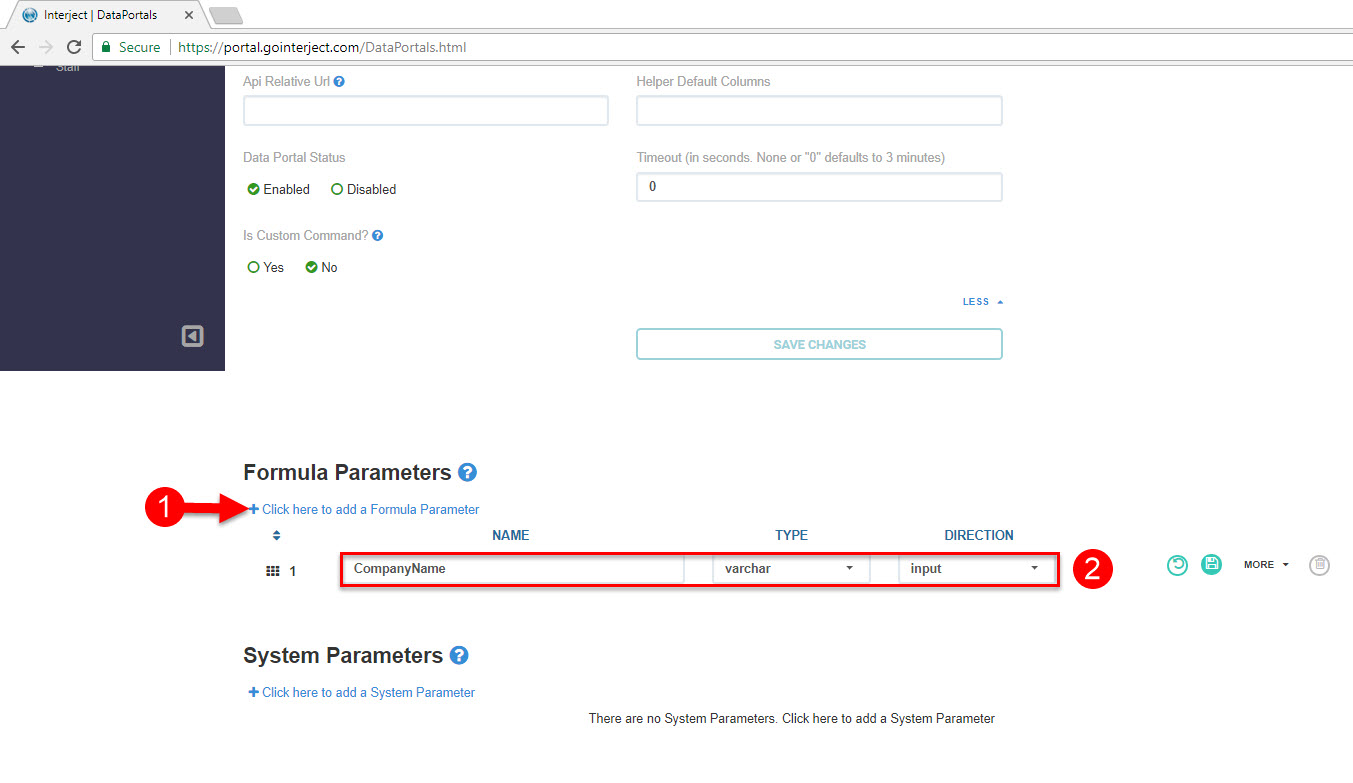 Interject | DataPortals
Secure https://portal.gointerject.com/DataPortals.html
Staff
Api Relative Url ?
Helper Default Columns
Data Portal Status
Timeout (in seconds. None or "0" defaults to 3 minutes)
Enabled Disabled
0
Is Custom Command? ?
Yes No
LESS
SAVE CHANGES
Formula Parameters ?
1
+ Click here to add a Formula Parameter
NAME TYPE DIRECTION
1 CompanyName varchar input
2
MORE
System Parameters ?
+ Click here to add a System Parameter
There are no System Parameters. Click here to add a System Parameter